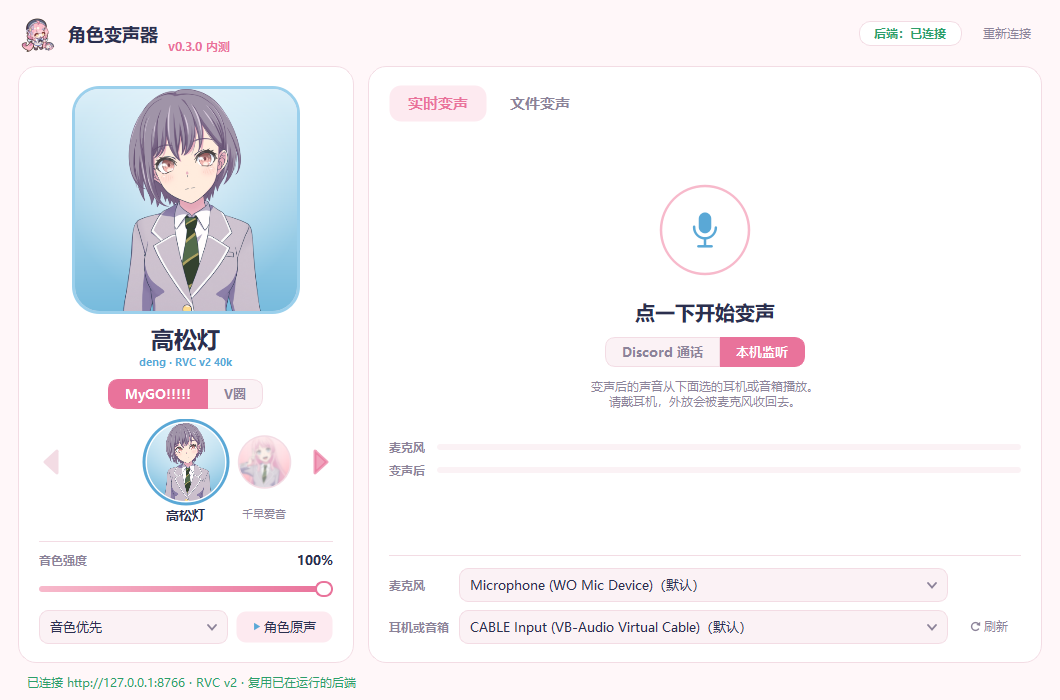 角色变声器 v0.3.0 内测
后端：已连接 重新连接
高松灯
deng · RVC v2 40k
MyGO!!!!! V圈
高松灯 千早爱音
音色强度 100%
音色优先 角色原声
实时变声 文件变声
点一下开始变声
Discord 通话 本机监听
变声后的声音从下面选的耳机或音箱播放。
请戴耳机，外放会被麦克风收回去。
麦克风
变声后
麦克风 Microphone (WO Mic Device)（默认）
耳机或音箱 CABLE Input (VB-Audio Virtual Cable)（默认） 刷新
已连接 http://127.0.0.1:8766 · RVC v2 · 复用已在运行的后端